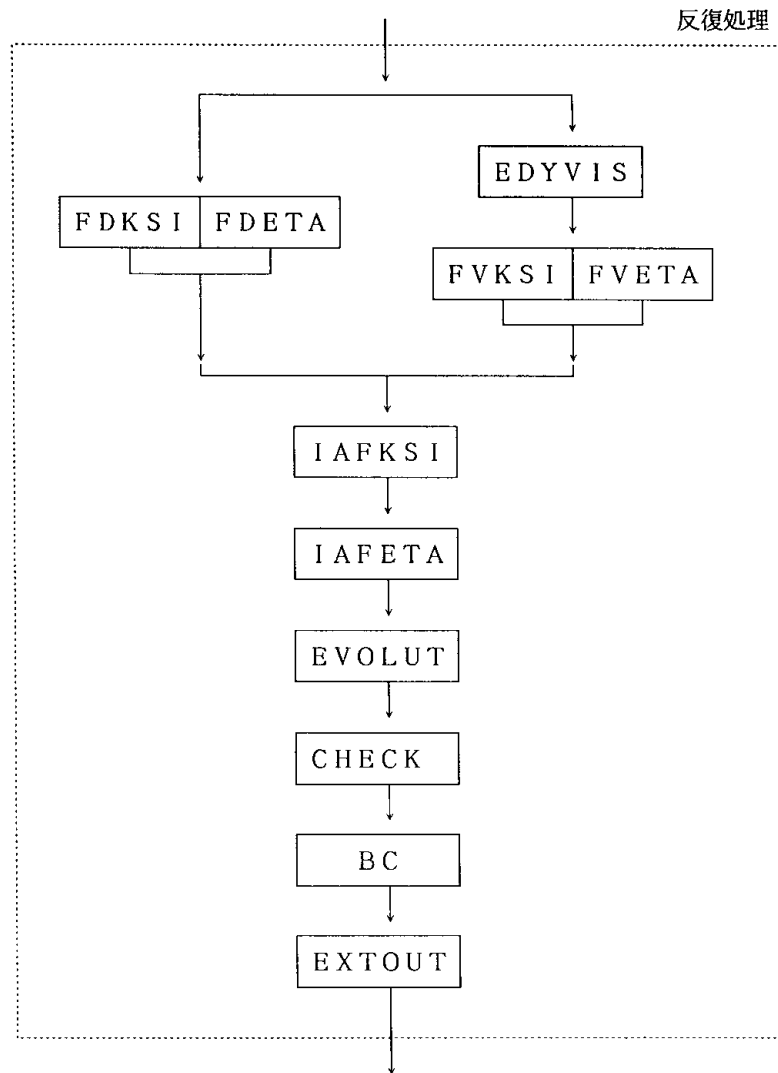 反復処理
EDYVIS
FDKSI FDETA
FVKSI FVETA
IAFKSI
IAFETA
EVOLUT
CHECK
BC
EXTOUT